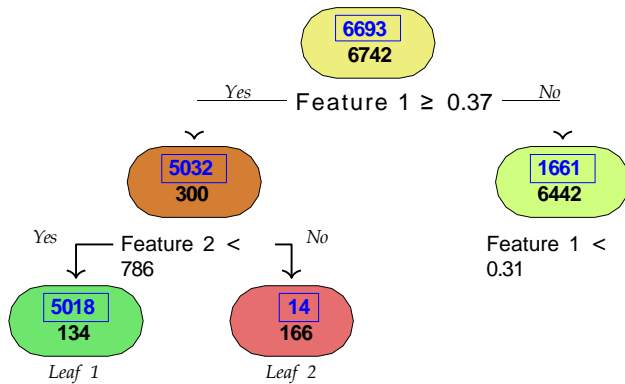 6693
6742
Yes
Feature 1 ≥ 0.37
No
5032
300
1661
6442
Yes
Feature 2 <
786
No
Feature 1 <
0.31
5018
134
14
166
Leaf 1
Leaf 2